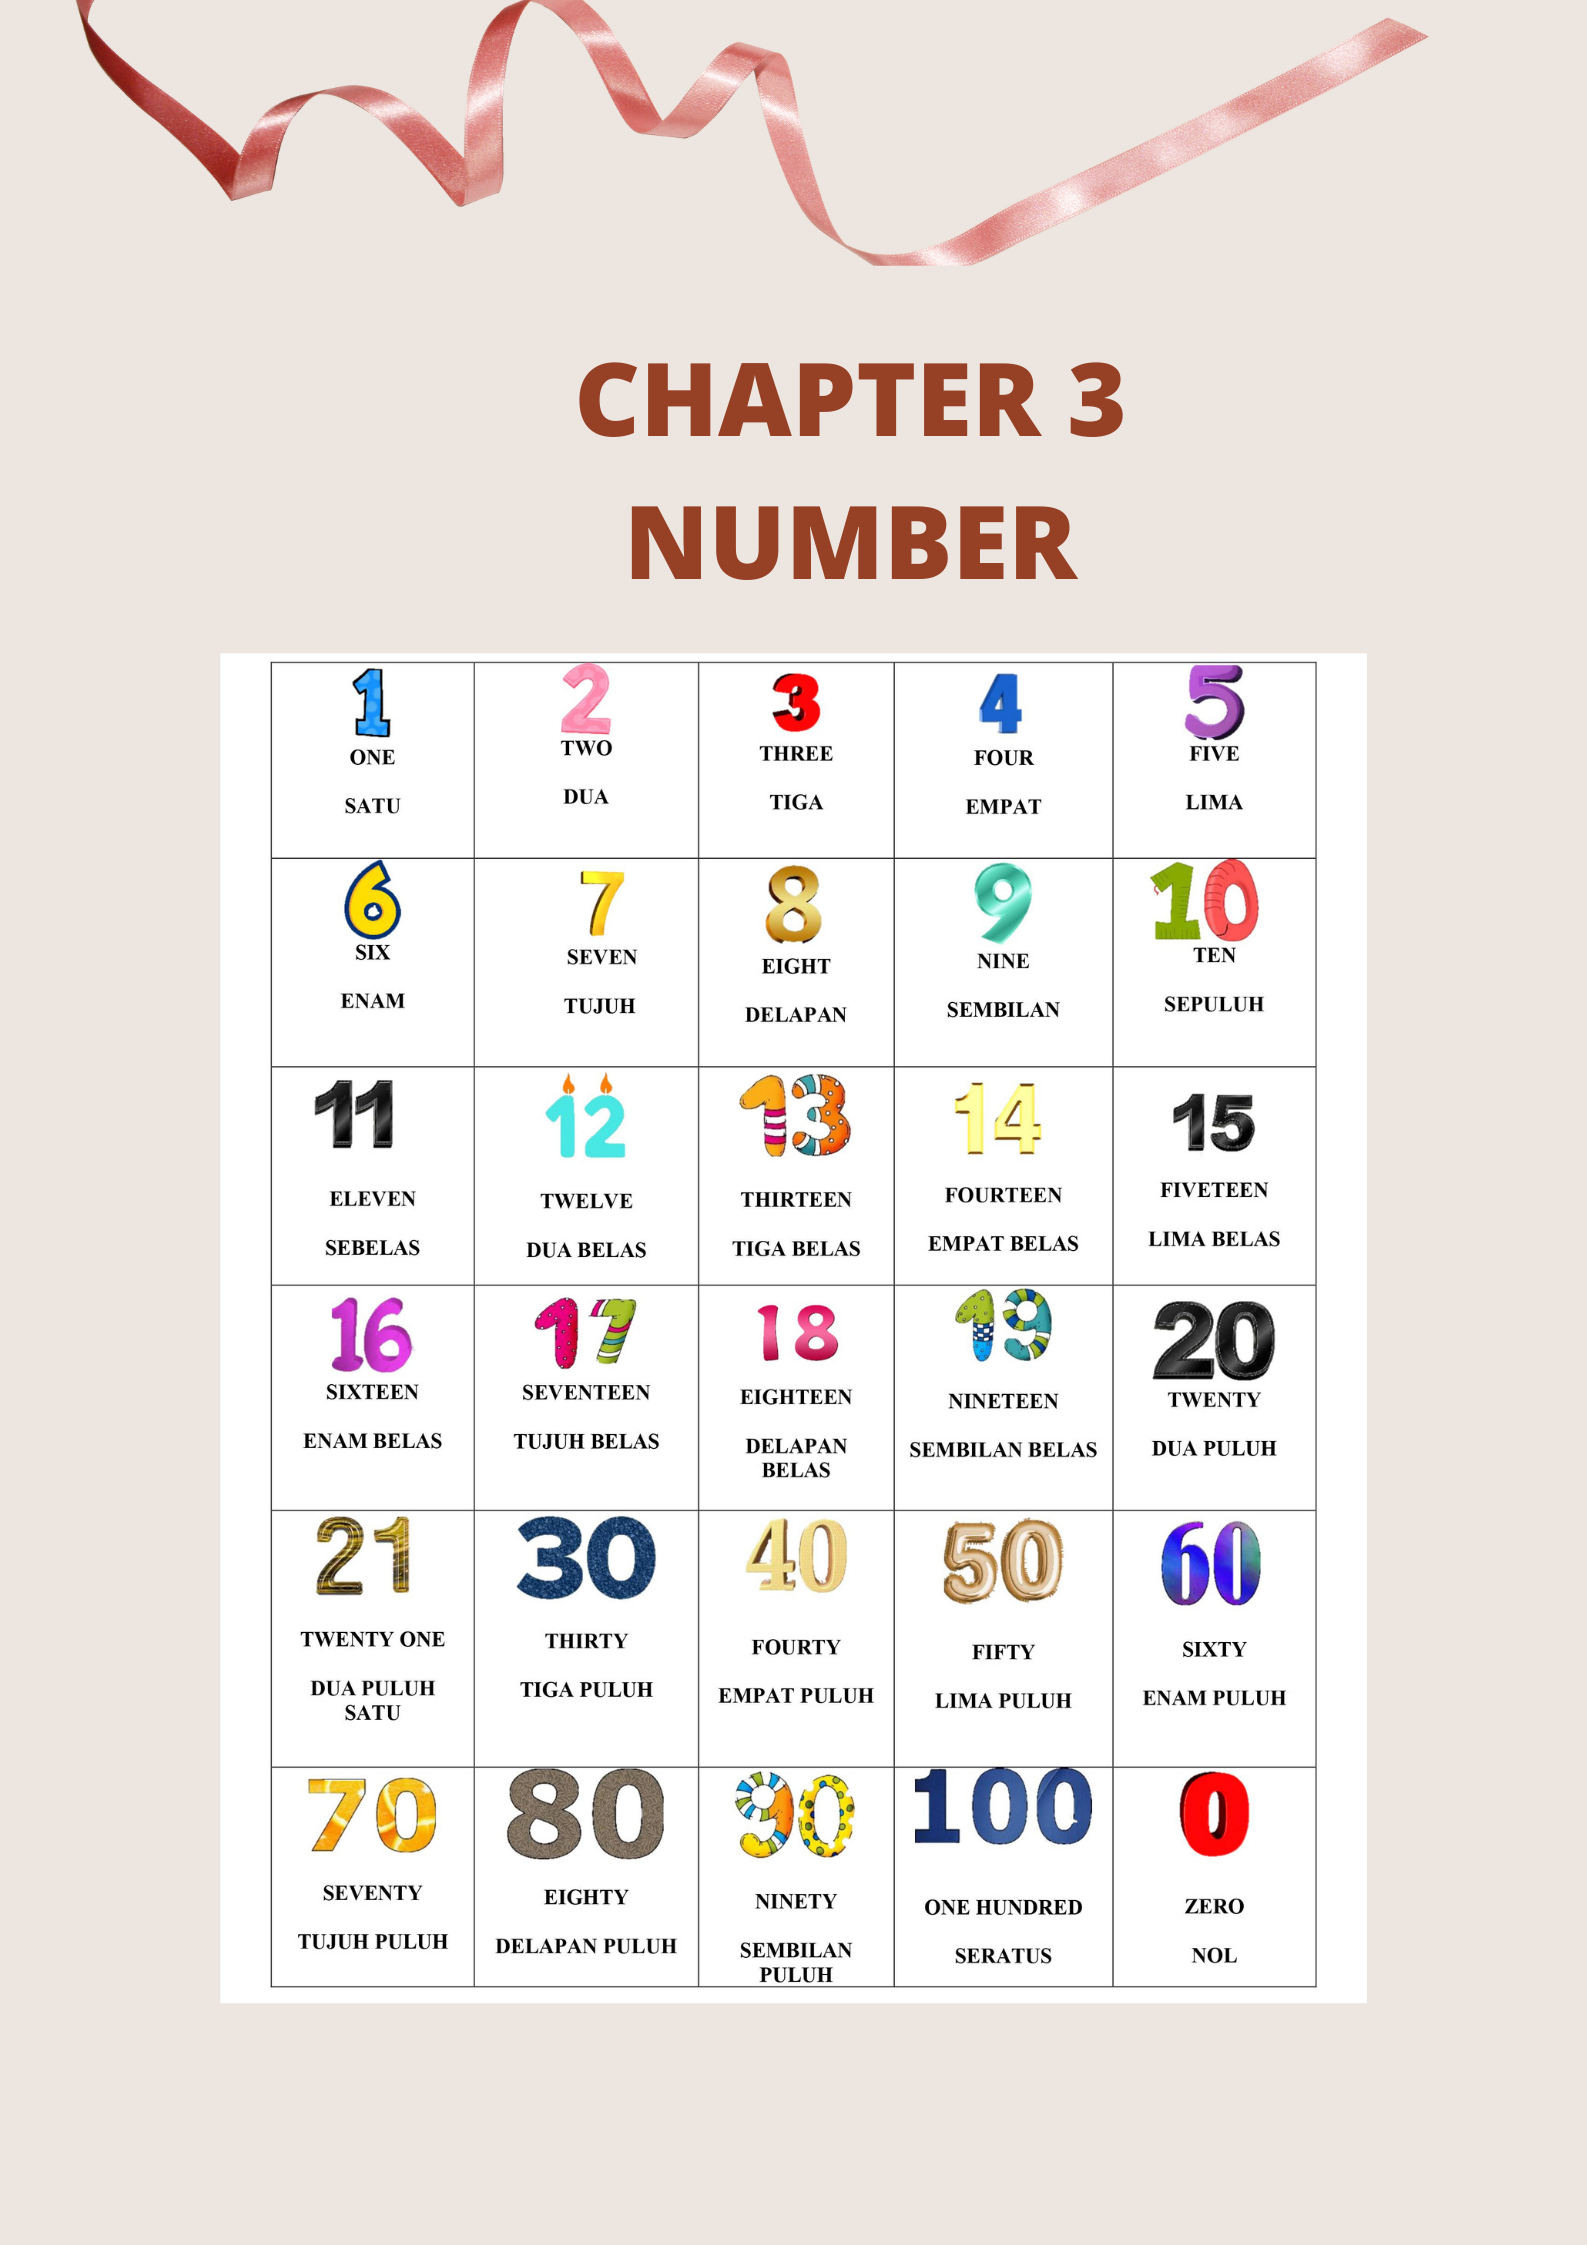 CHAPTER 3
NUMBER
1
ONE
SATU
2
TWO
DUA
3
THREE
TIGA
4
FOUR
EMPAT
5
FIVE
LIMA
6
SIX
ENAM
7
SEVEN
TUJUH
8
EIGHT
DELAPAN
9
NINE
SEMBILAN
10
TEN
SEPULUH
11
ELEVEN
SEBELAS
12
TWELVE
DUA BELAS
13
THIRTEEN
TIGA BELAS
14
FOURTEEN
EMPAT BELAS
15
FIVETEEN
LIMA BELAS
16
SIXTEEN
ENAM BELAS
17
SEVENTEEN
TUJUH BELAS
18
EIGHTEEN
DELAPAN
BELAS
19
NINETEEN
SEMBILAN BELAS
20
TWENTY
DUA PULUH
21
TWENTY ONE
DUA PULUH
SATU
30
THIRTY
TIGA PULUH
40
FOURTY
EMPAT PULUH
50
FIFTY
LIMA PULUH
60
SIXTY
ENAM PULUH
70
SEVENTY
TUJUH PULUH
80
EIGHTY
DELAPAN PULUH
90
NINETY
SEMBILAN
PULUH
100
ONE HUNDRED
SERATUS
0
ZERO
NOL